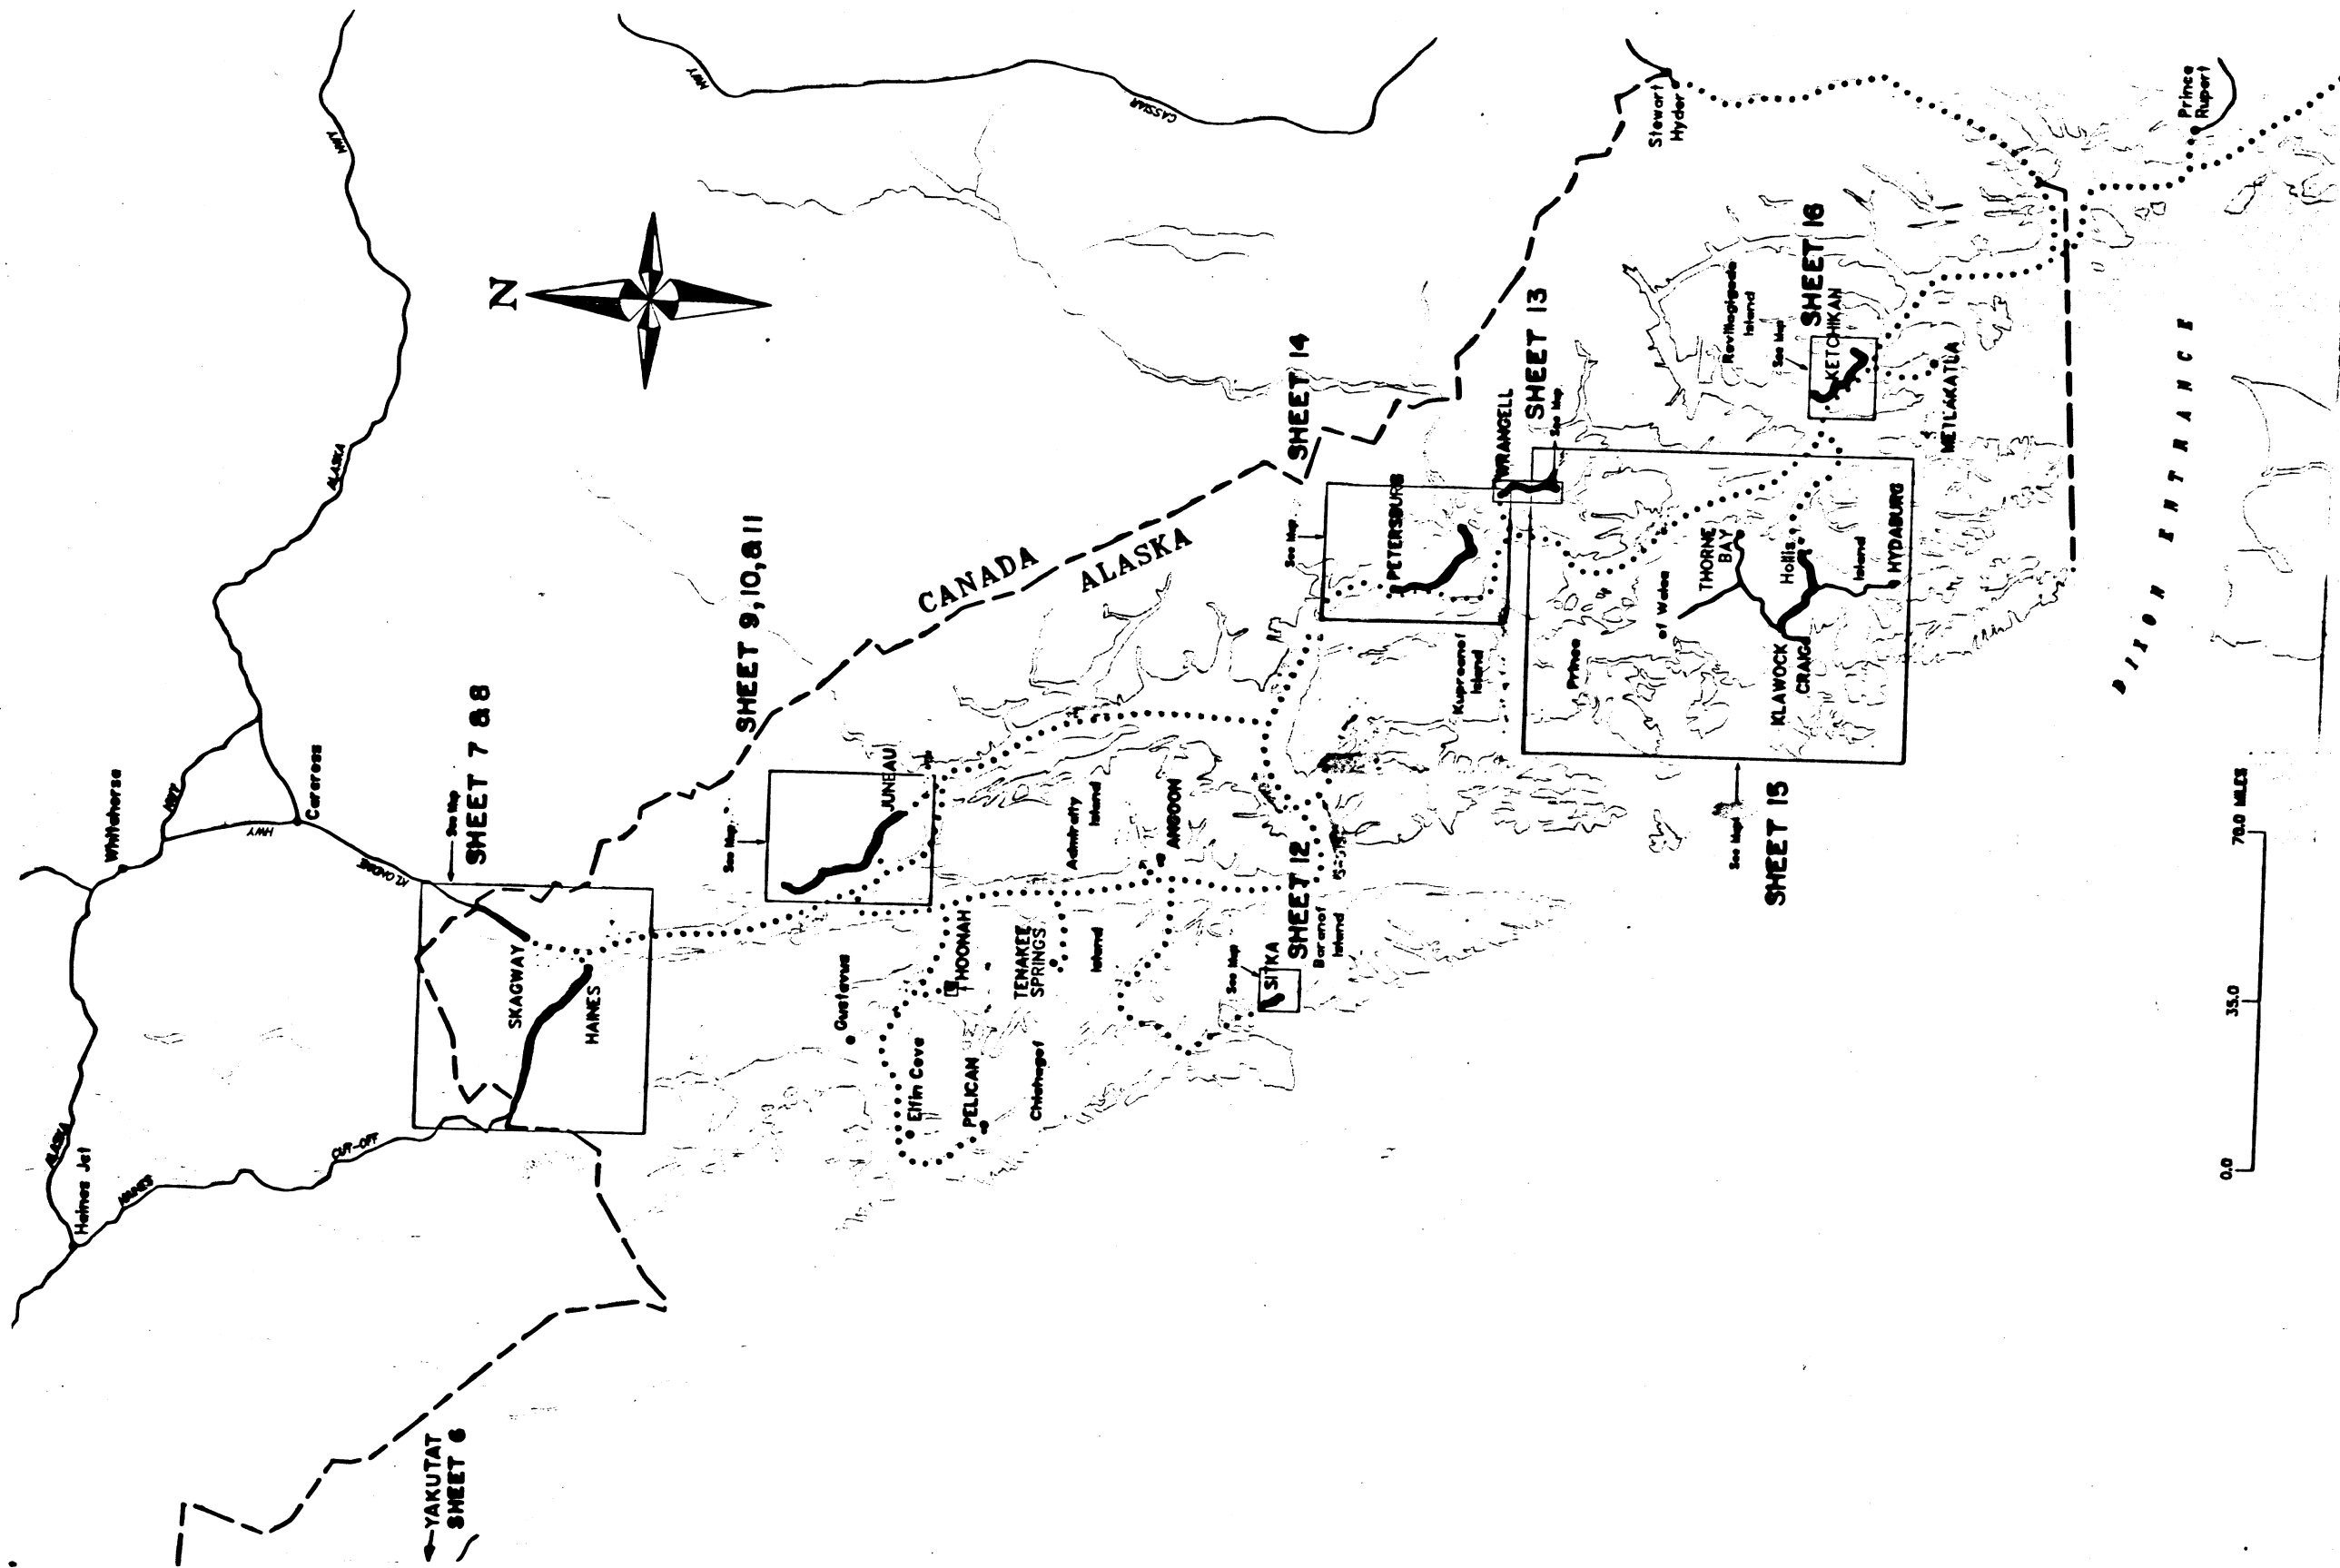 HWY
ALASKA
HWY
CASSIAR
Whitehorse
HWY
HWY
Carcross
KLONDIKE
ALASKA
Haines Jct
HAINES
CUT-OFF
N
See Map
SHEET 7 & 8
SKAGWAY
HAINES
YAKUTAT
SHEET 6
SHEET 9,10,&11
See Map
JUNEAU
CANADA
ALASKA
Gustavus
Elfin Cove
PELICAN
HOONAH
TENAKEE
SPRINGS
Chichagof
Island
Admiralty
Island
ANGOON
See Map
SITKA
SHEET 12
Baranof
Island
SHEET 14
See Map
PETERSBURG
Kupreanof
Island
WRANGELL
SHEET 13
See Map
Stewart
Hyder
Prince
Rupert
Revillagigedo
Island
See Map
SHEET 16
KETCHIKAN
METLAKATLA
Prince
of Wales
Island
THORNE
BAY
Hollis
KLAWOCK
CRAIG
HYDABURG
See Map
SHEET 15
DIXON ENTRANCE
0.0
35.0
70.0 MILES